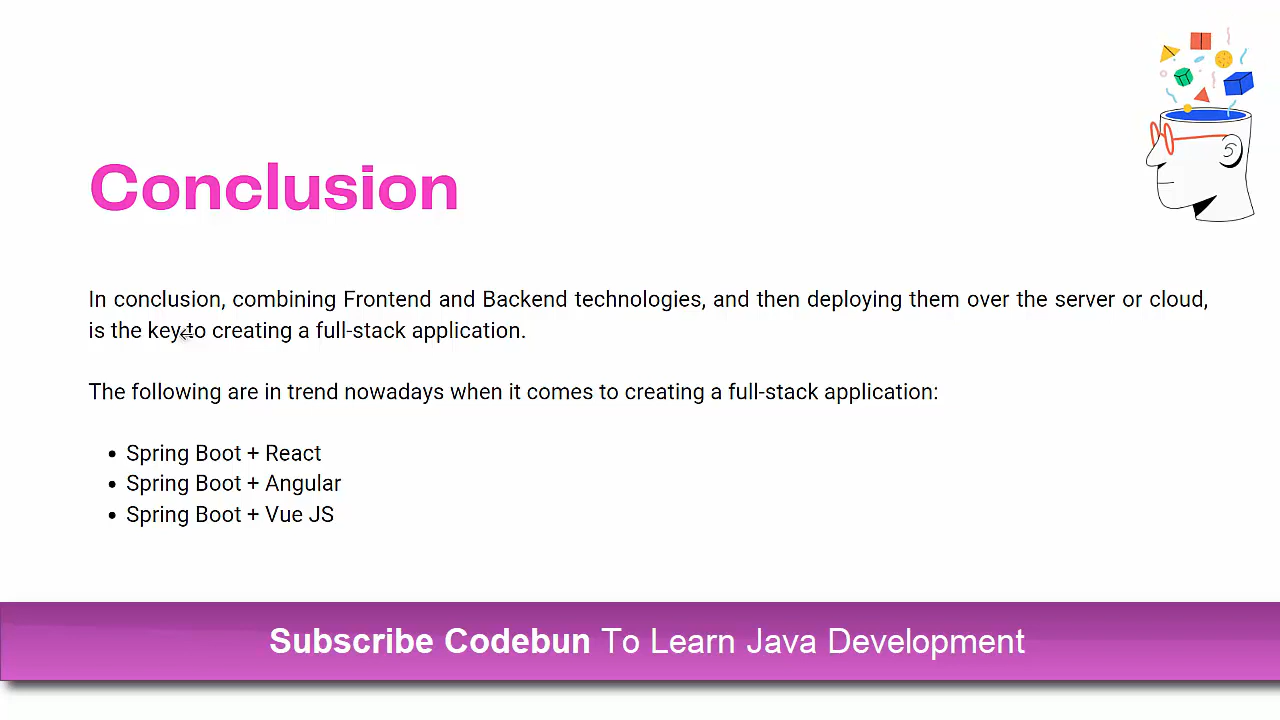 Conclusion
In conclusion, combining Frontend and Backend technologies, and then deploying them over the server or cloud,
is the key to creating a full-stack application.
The following are in trend nowadays when it comes to creating a full-stack application:
• Spring Boot + React
• Spring Boot + Angular
• Spring Boot + Vue JS
Subscribe Codebun To Learn Java Development